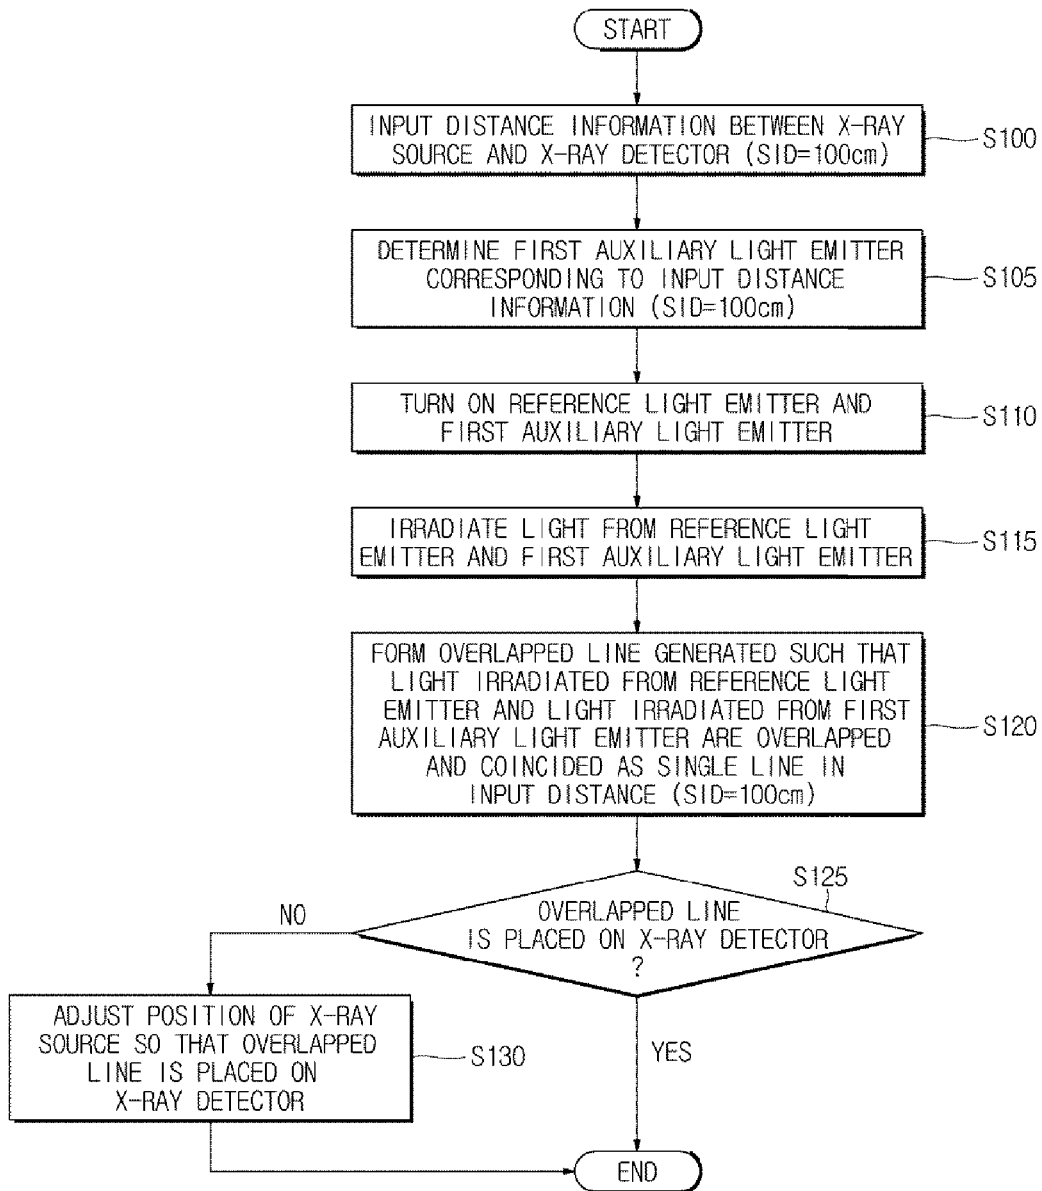 START
INPUT DISTANCE INFORMATION BETWEEN X-RAY
SOURCE AND X-RAY DETECTOR (SID=100cm)
S100
DETERMINE FIRST AUXILIARY LIGHT EMITTER
CORRESPONDING TO INPUT DISTANCE
INFORMATION (SID=100cm)
S105
TURN ON REFERENCE LIGHT EMITTER AND
FIRST AUXILIARY LIGHT EMITTER
S110
IRRADIATE LIGHT FROM REFERENCE LIGHT
EMITTER AND FIRST AUXILIARY LIGHT EMITTER
S115
FORM OVERLAPPED LINE GENERATED SUCH THAT
LIGHT IRRADIATED FROM REFERENCE LIGHT
EMITTER AND LIGHT IRRADIATED FROM FIRST
AUXILIARY LIGHT EMITTER ARE OVERLAPPED
AND COINCIDED AS SINGLE LINE IN
INPUT DISTANCE (SID=100cm)
S120
S125
OVERLAPPED LINE
IS PLACED ON X-RAY DETECTOR
?
NO
ADJUST POSITION OF X-RAY
SOURCE SO THAT OVERLAPPED
LINE IS PLACED ON
X-RAY DETECTOR
S130
YES
END